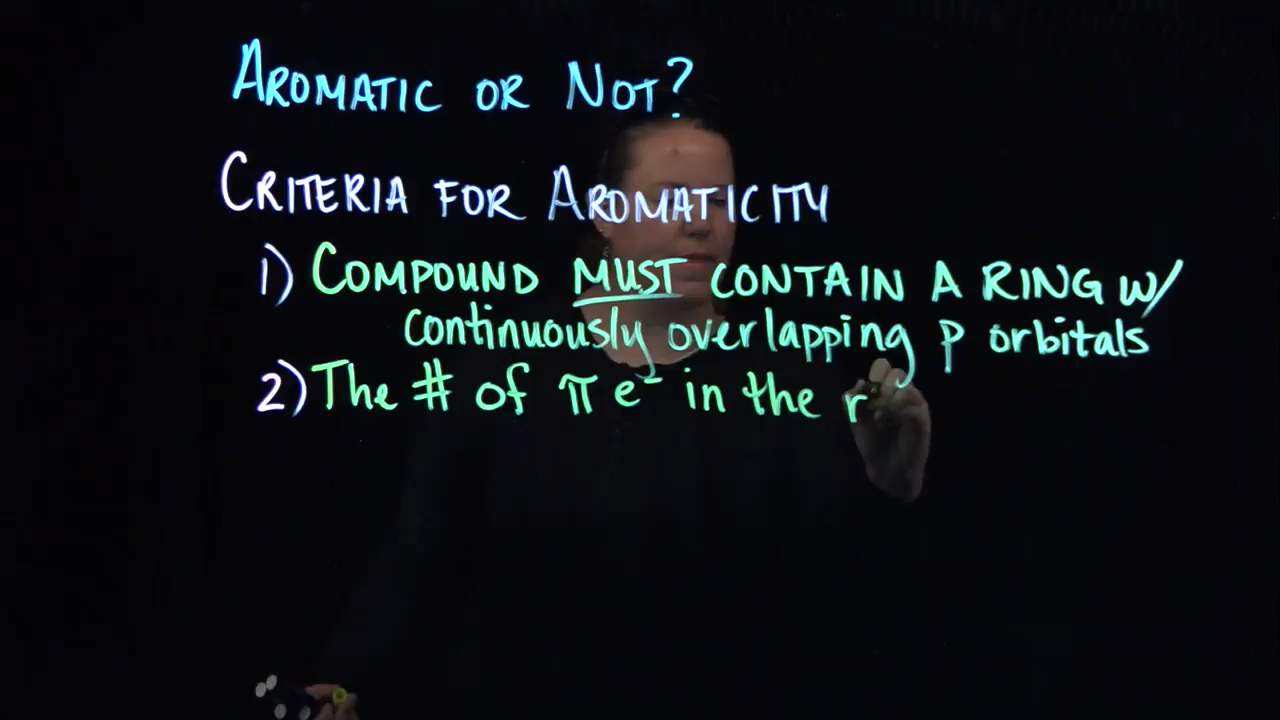 AROMATIC OR NOT?
CRITERIA FOR AROMATICITY
1) COMPOUND MUST CONTAIN A RING W/
continuously overlapping p orbitals
2) The # of π e⁻ in the r